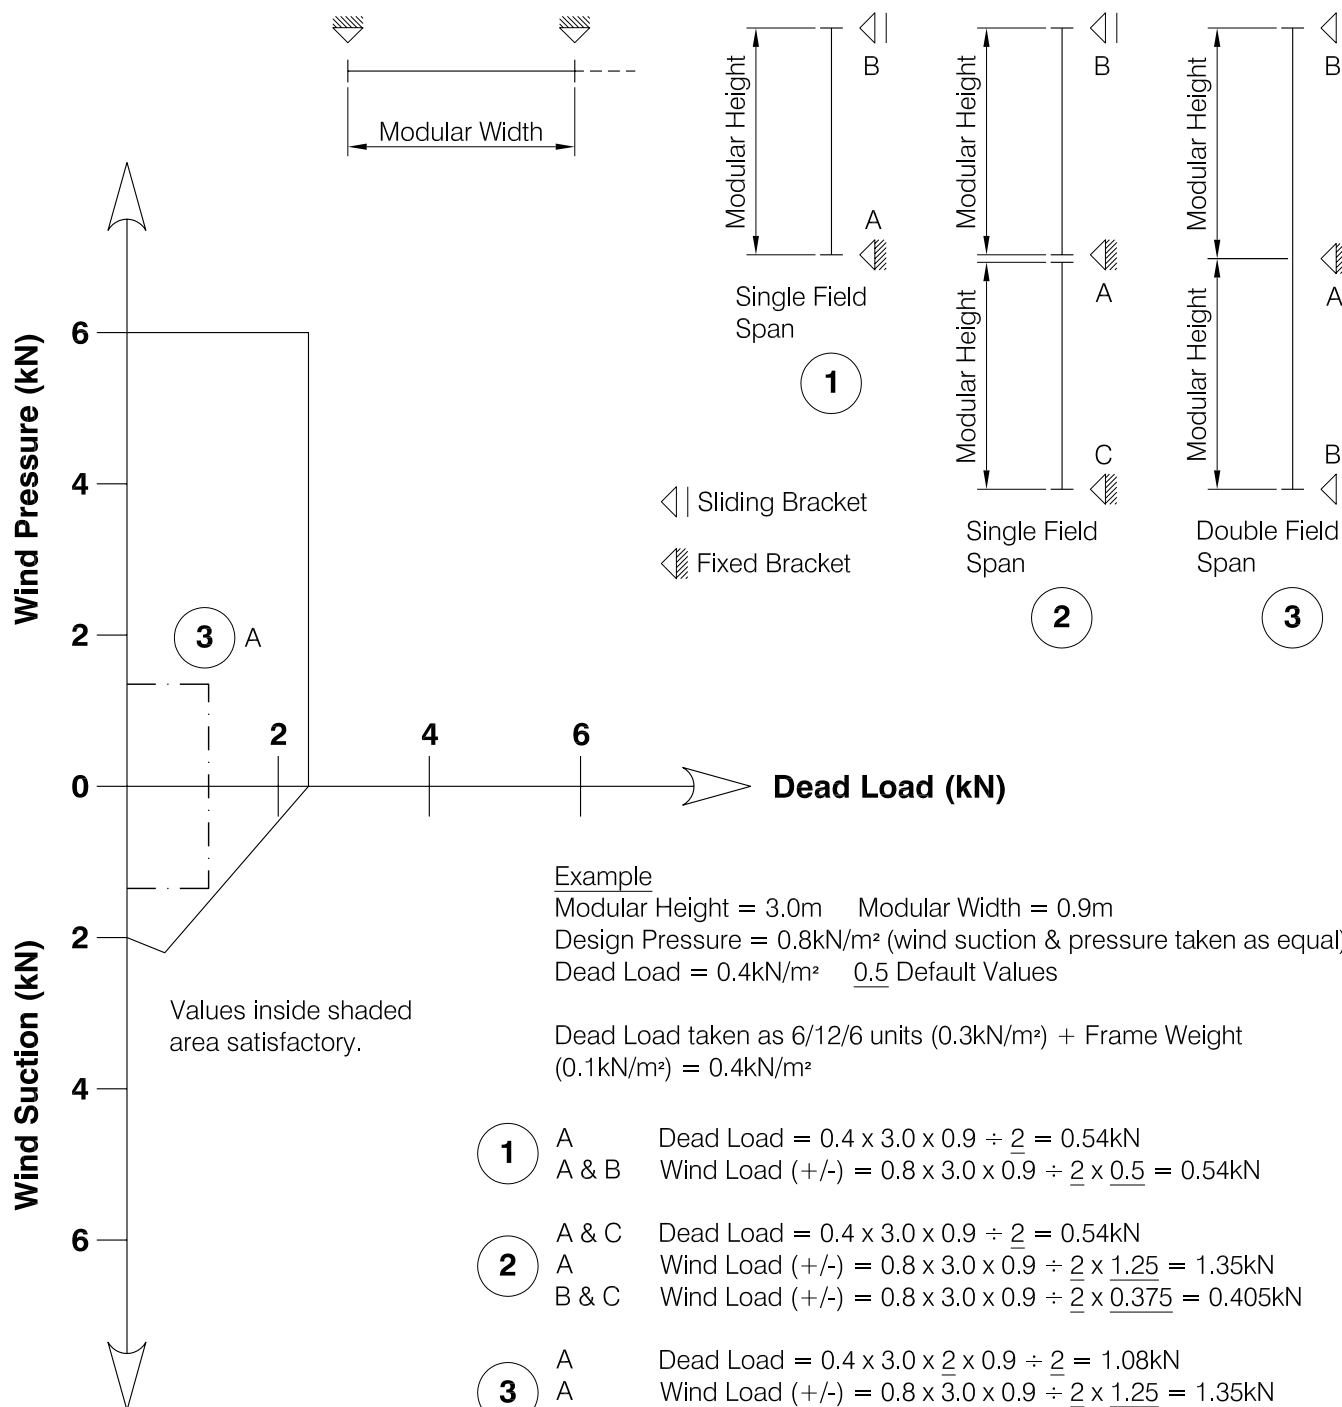 Modular Width
Modular Height
B
A
Single Field
Span
1
Modular Height
B
Modular Height
A
C
Single Field
Span
2
Modular Height
B
Modular Height
A
B
Double Field
Span
3
Sliding Bracket
Fixed Bracket
Wind Pressure (kN)
6
4
2
0
3 A
2 4 6
Dead Load (kN)
Wind Suction (kN)
2
4
6
Values inside shaded
area satisfactory.
Example
Modular Height = 3.0m Modular Width = 0.9m
Design Pressure = 0.8kN/m² (wind suction & pressure taken as equal)
Dead Load = 0.4kN/m² 0.5 Default Values
Dead Load taken as 6/12/6 units (0.3kN/m²) + Frame Weight
(0.1kN/m²) = 0.4kN/m²
1
A Dead Load = 0.4 x 3.0 x 0.9 ÷ 2 = 0.54kN
A & B Wind Load (+/-) = 0.8 x 3.0 x 0.9 ÷ 2 x 0.5 = 0.54kN
2
A & C Dead Load = 0.4 x 3.0 x 0.9 ÷ 2 = 0.54kN
A Wind Load (+/-) = 0.8 x 3.0 x 0.9 ÷ 2 x 1.25 = 1.35kN
B & C Wind Load (+/-) = 0.8 x 3.0 x 0.9 ÷ 2 x 0.375 = 0.405kN
3
A Dead Load = 0.4 x 3.0 x 2 x 0.9 ÷ 2 = 1.08kN
A Wind Load (+/-) = 0.8 x 3.0 x 0.9 ÷ 2 x 1.25 = 1.35kN